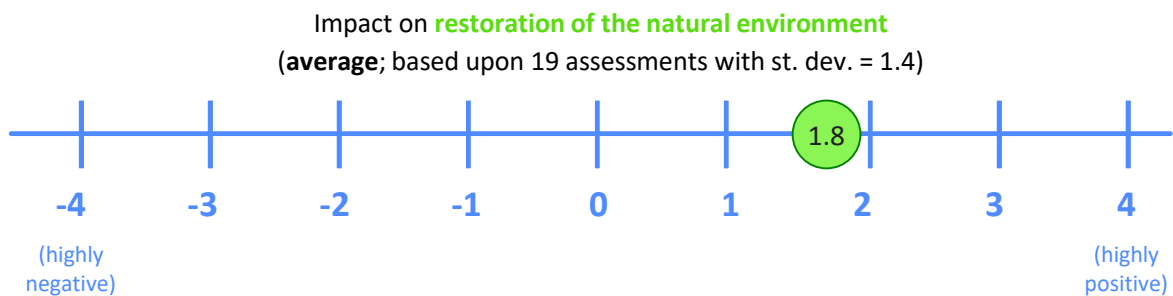 Impact on restoration of the natural environment
(average; based upon 19 assessments with st. dev. = 1.4)
1.8
-4 -3 -2 -1 0 1 2 3 4
(highly negative) (highly positive)